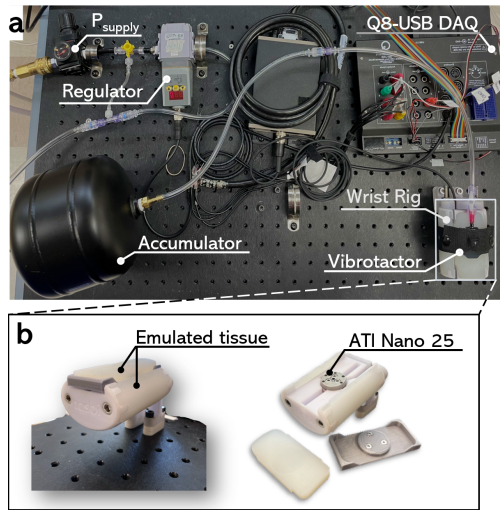 a
P_supply
Q8-USB DAQ
Regulator
Wrist Rig
Accumulator
Vibrotactor
b
Emulated tissue
ATI Nano 25